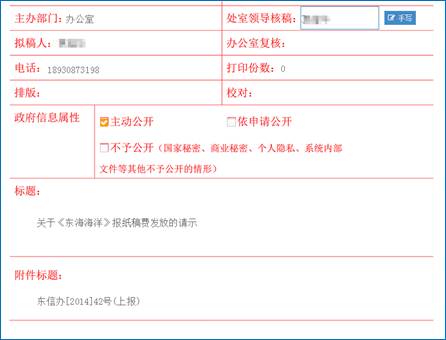 主办部门：办公室 处室领导核稿： 手写
拟稿人： 办公室复核：
电话：18930873198 打印份数：0
排版： 校对：
政府信息属性 主动公开 依申请公开
不予公开（国家秘密、商业秘密、个人隐私、系统内部
文件等其他不予公开的情形）
标题：
关于《东海海洋》报纸稿费发放的请示
附件标题：
东信办[2014]42号(上报)